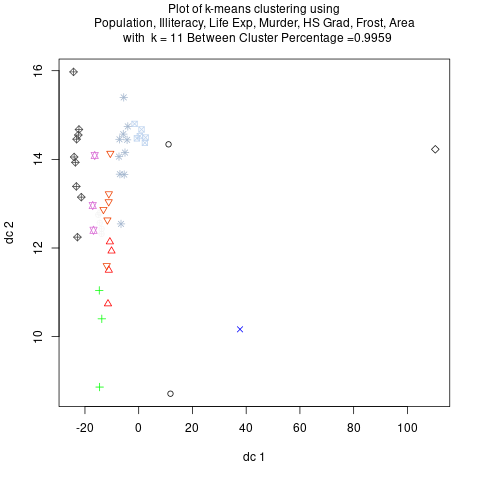 Plot of k-means clustering using
Population, Illiteracy, Life Exp, Murder, HS Grad, Frost, Area
with k = 11 Between Cluster Percentage =0.9959
16
14
12
10
dc 2
-20 0 20 40 60 80 100
dc 1